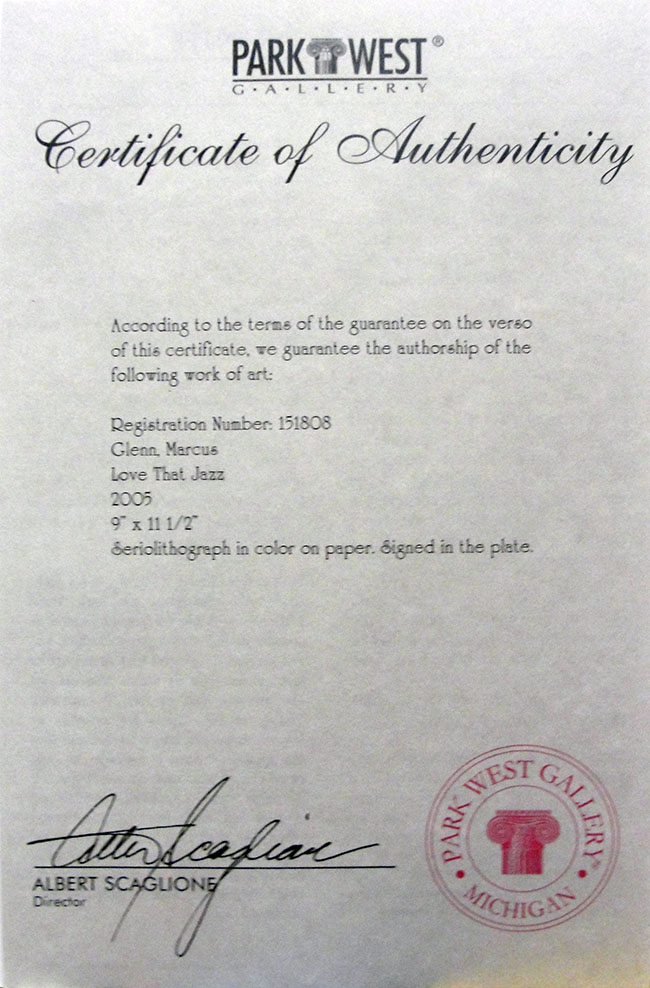 PARK WEST®
G·A·L·L·E·R·Y
Certificate of Authenticity
According to the terms of the guarantee on the verso
of this certificate, we guarantee the authorship of the
following work of art:
Registration Number: 151808
Glenn, Marcus
Love That Jazz
2005
9" x 11 1/2"
Seriolithograph in color on paper. Signed in the plate.
Albert Scaglione
ALBERT SCAGLIONE
Director
PARK WEST GALLERY
• MICHIGAN •